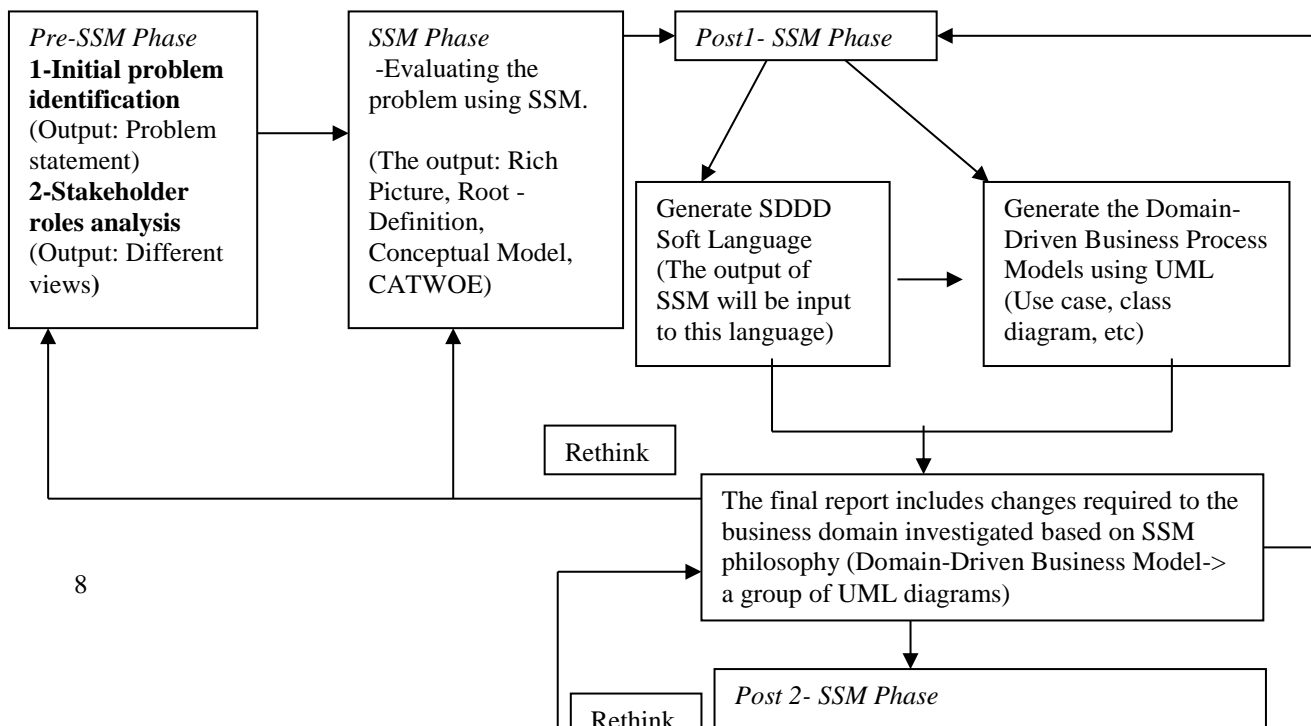 Pre-SSM Phase
1-Initial problem
identification
(Output: Problem
statement)
2-Stakeholder
roles analysis
(Output: Different
views)
SSM Phase
-Evaluating the
problem using SSM.
(The output: Rich
Picture, Root -
Definition,
Conceptual Model,
CATWOE)
Post1- SSM Phase
Generate SDDD
Soft Language
(The output of
SSM will be input
to this language)
Generate the Domain-
Driven Business Process
Models using UML
(Use case, class
diagram, etc)
Rethink
The final report includes changes required to the
business domain investigated based on SSM
philosophy (Domain-Driven Business Model->
a group of UML diagrams)
8
Post 2- SSM Phase
Rethink